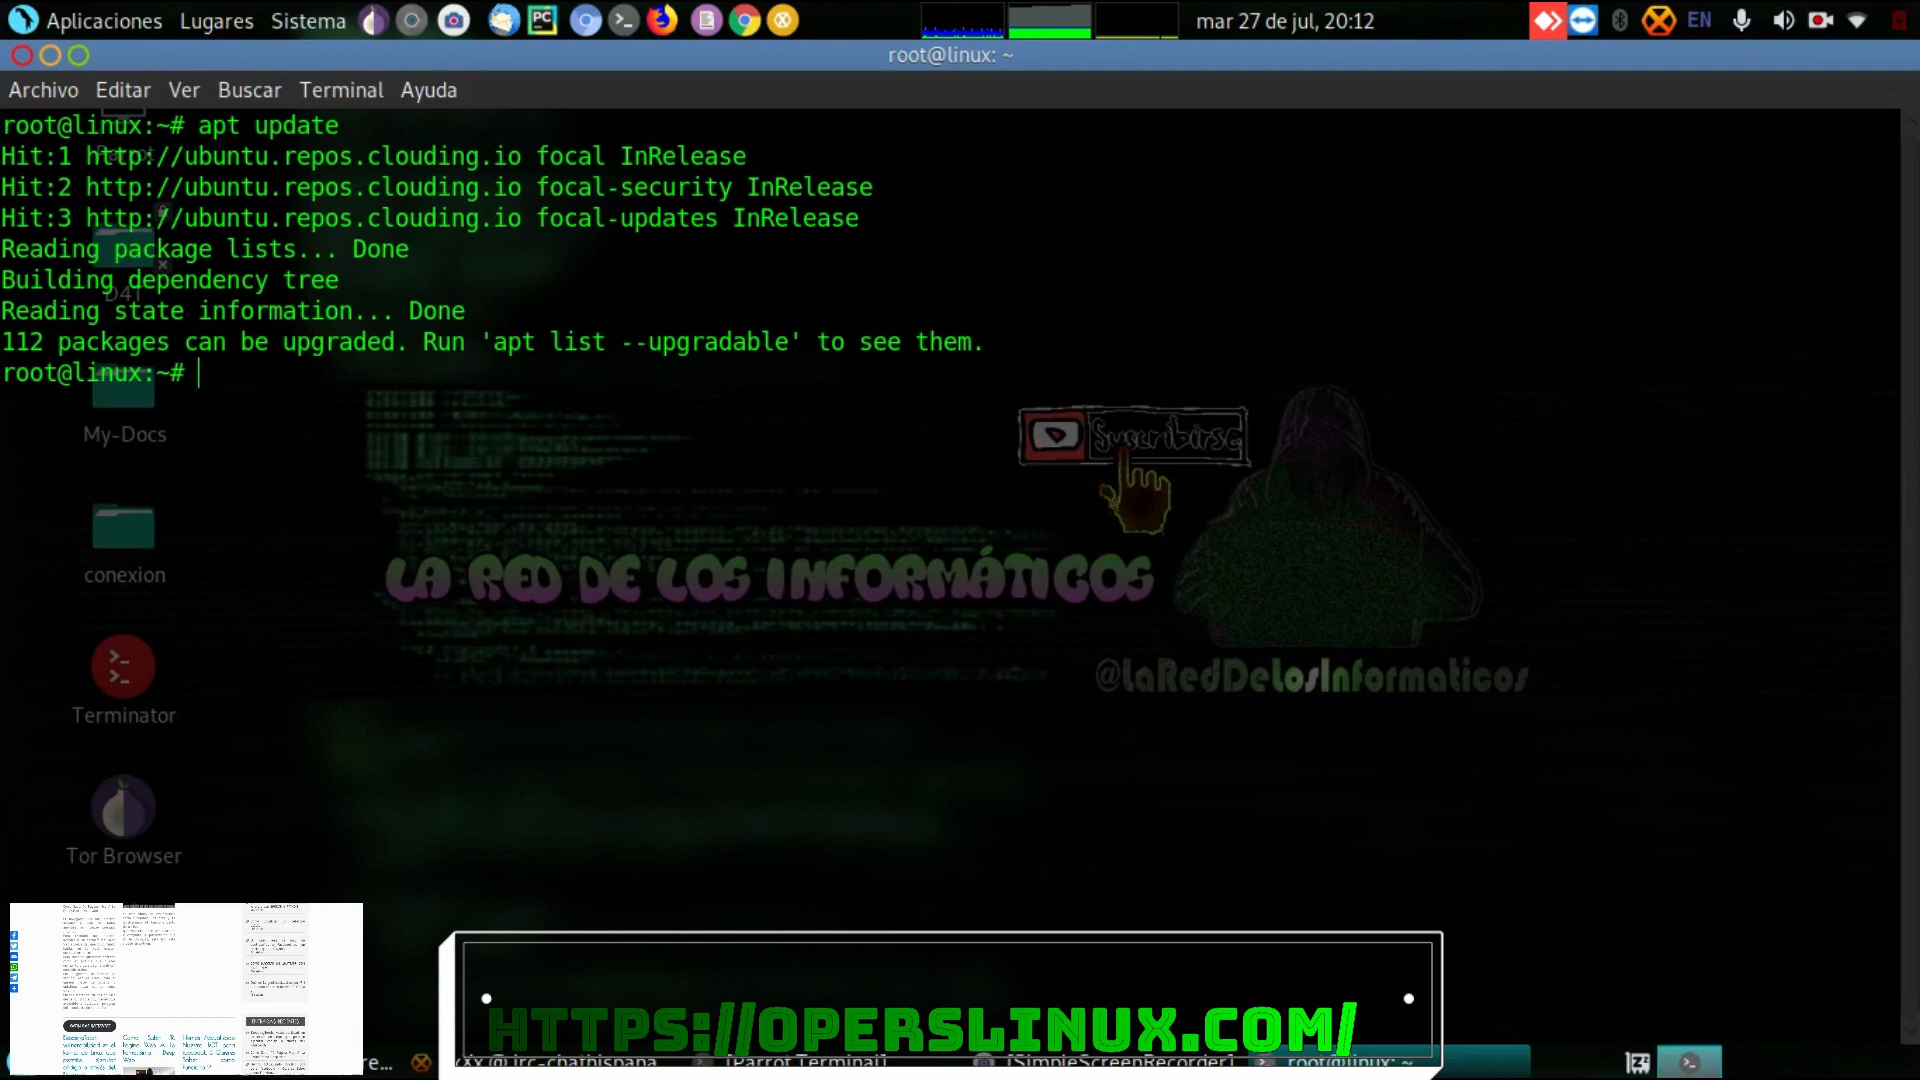 Aplicaciones Lugares Sistema
mar 27 de jul, 20:12
EN
root@linux: ~
Archivo Editar Ver Buscar Terminal Ayuda
root@linux:~# apt update
Hit:1 http://ubuntu.repos.clouding.io focal InRelease
Hit:2 http://ubuntu.repos.clouding.io focal-security InRelease
Hit:3 http://ubuntu.repos.clouding.io focal-updates InRelease
Reading package lists... Done
Building dependency tree
Reading state information... Done
112 packages can be upgraded. Run 'apt list --upgradable' to see them.
root@linux:~#
My-Docs
Suscribirse
conexion
LA RED DE LOS INFORMÁTICOS
@laRedDeLosInformaticos
Terminator
Tor Browser
HTTPS://OPERSLINUX.COM/
[Parrot Terminal]
[SimpleScreenRecorder]
root@linux: ~